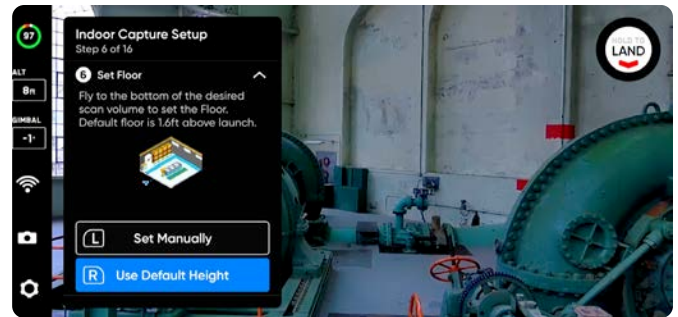 97
Indoor Capture Setup
Step 6 of 16
6 Set Floor
Fly to the bottom of the desired
scan volume to set the Floor.
Default floor is 1.6ft above launch.
ALT
8ft
GIMBAL
-1°
L Set Manually
R Use Default Height
HOLD TO
LAND